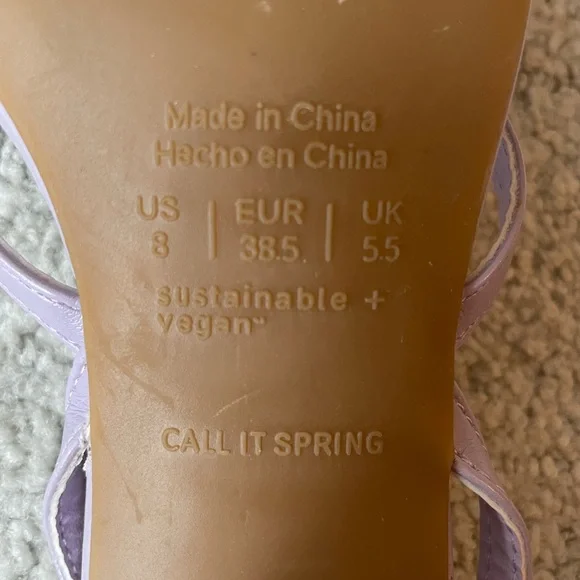 Made in China
Hecho en China
US | EUR | UK
8 | 38.5 | 5.5
sustainable +
vegan™
CALL IT SPRING